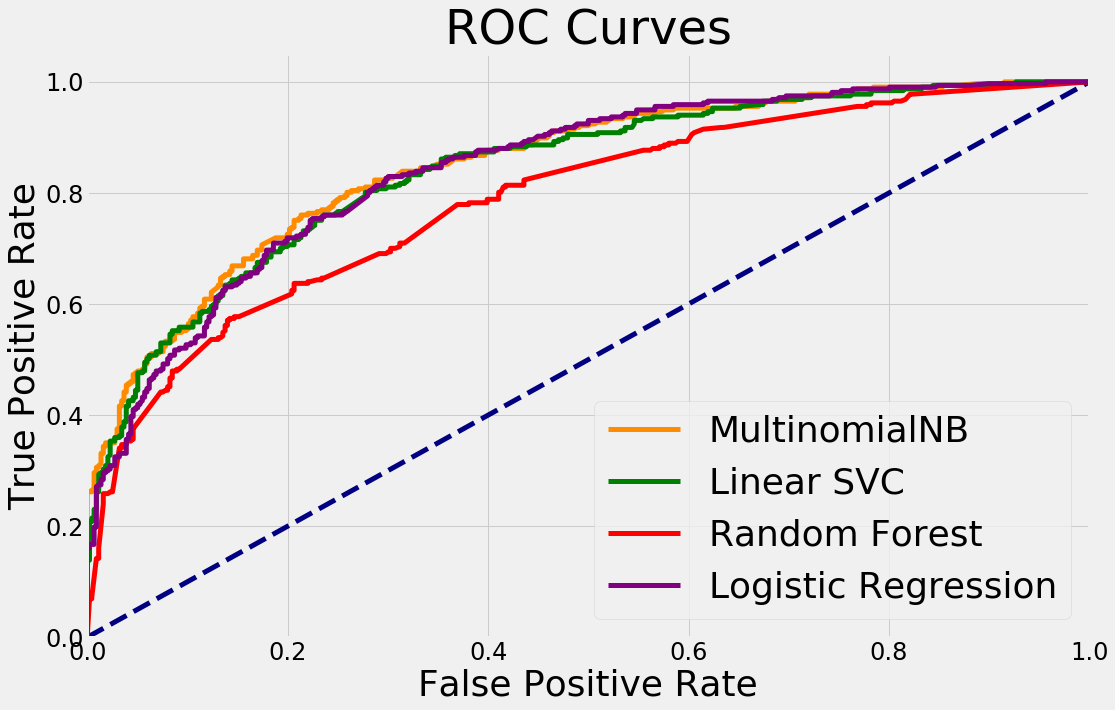 ROC Curves
True Positive Rate
1.0
0.8
0.6
0.4
0.2
0.0
MultinomialNB
Linear SVC
Random Forest
Logistic Regression
0.0 0.2 0.4 0.6 0.8 1.0
False Positive Rate